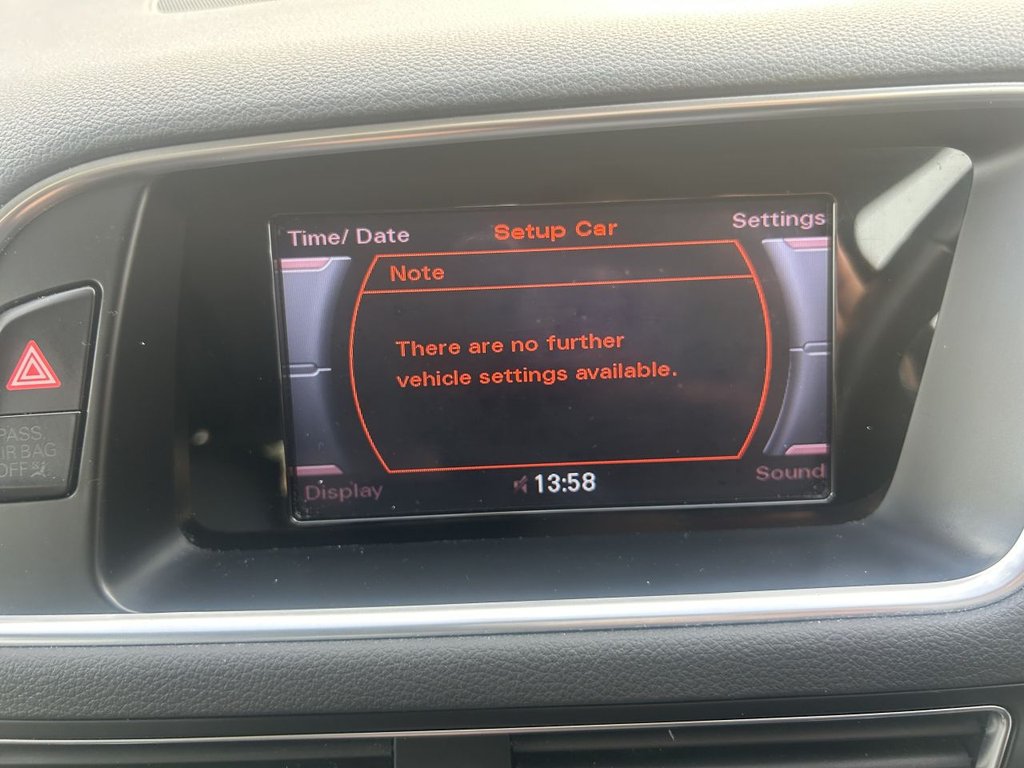 Time/ Date
Setup Car
Settings
Note
There are no further
vehicle settings available.
Display
13:58
Sound
PASS
AIR BAG
OFF